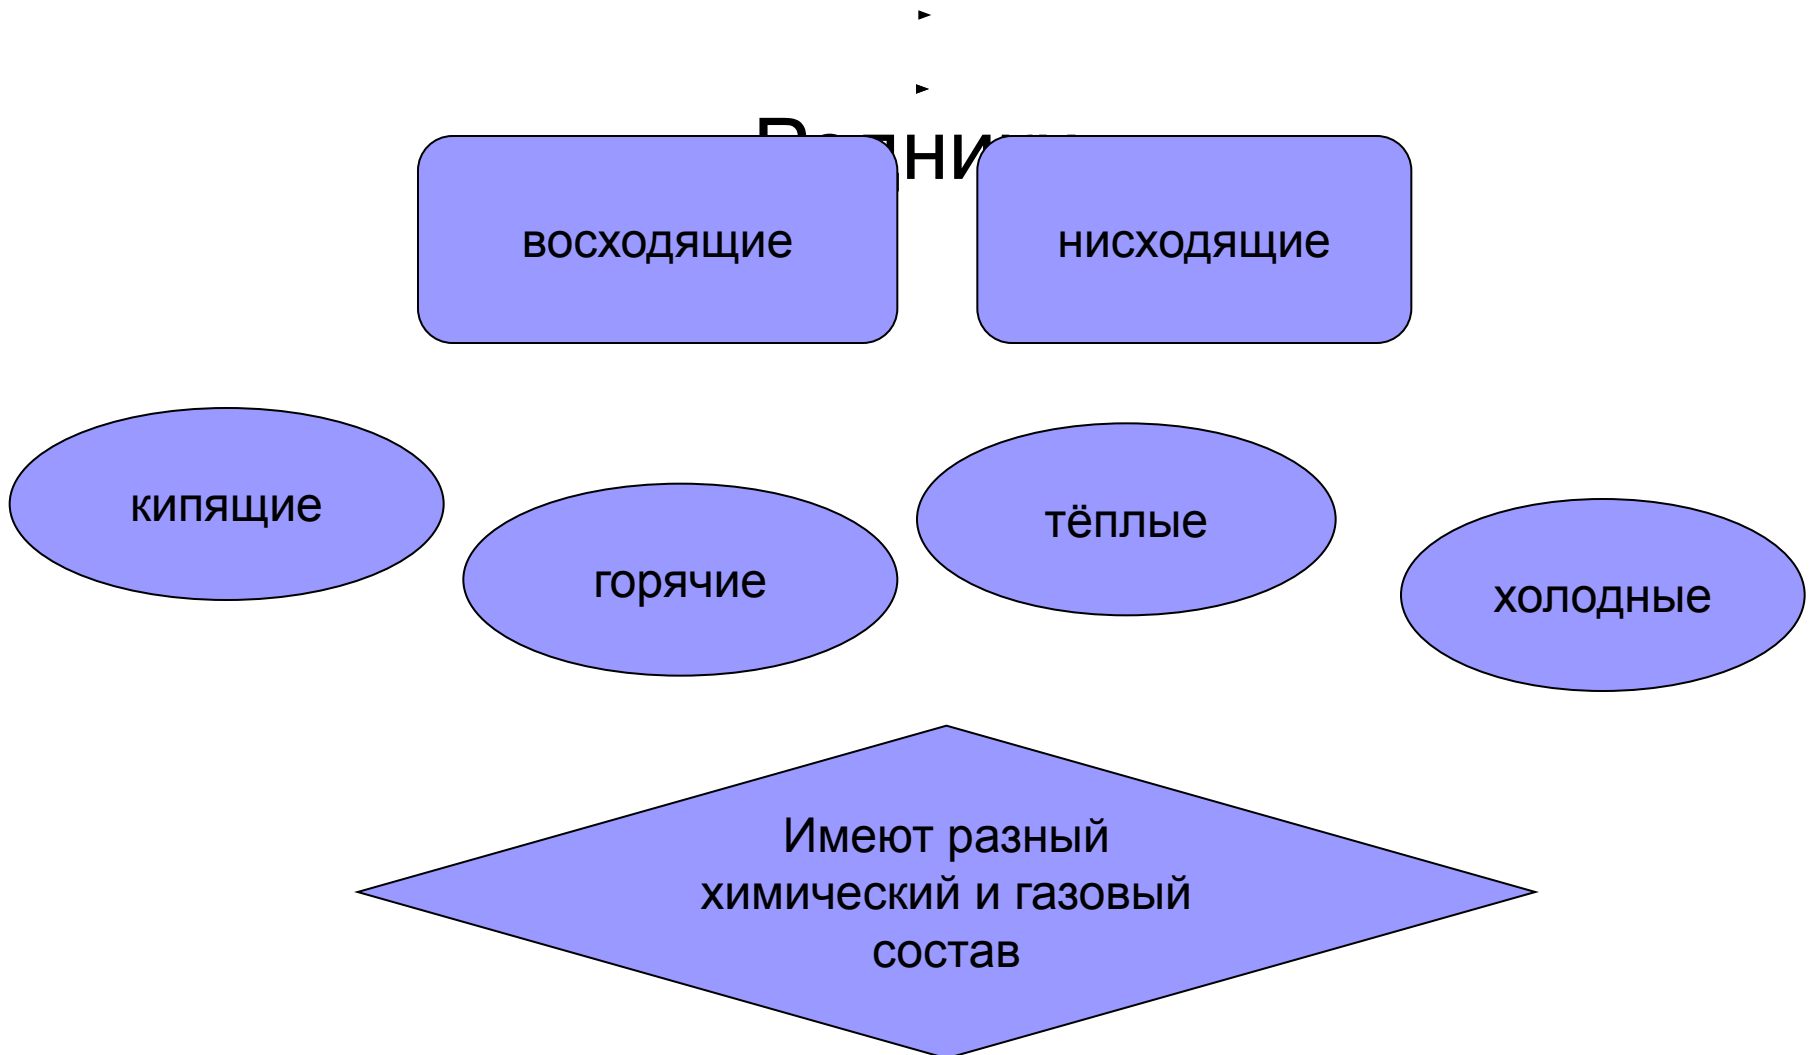 восходящие
нисходящие
кипящие
горячие
тёплые
холодные
Имеют разный
химический и газовый
состав